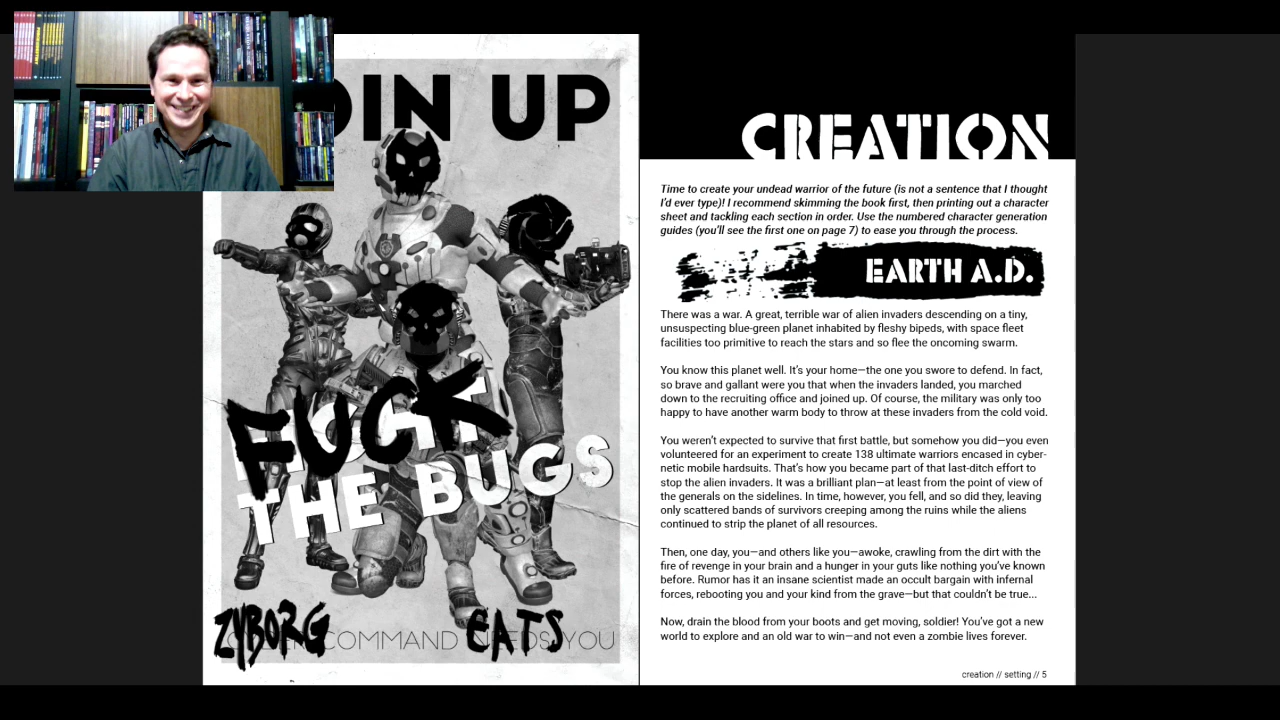 OIN UP
FUCK
THE BUGS
ZYBORG EATS
COMMAND NEEDS YOU
CREATION
Time to create your undead warrior of the future (is not a sentence that I thought
I'd ever type)! I recommend skimming the book first, then printing out a character
sheet and tackling each section in order. Use the numbered character generation
guides (you'll see the first one on page 7) to ease you through the process.
EARTH A.D.
There was a war. A great, terrible war of alien invaders descending on a tiny,
unsuspecting blue-green planet inhabited by fleshy bipeds, with space fleet
facilities too primitive to reach the stars and so flee the oncoming swarm.
You know this planet well. It's your home—the one you swore to defend. In fact,
so brave and gallant were you that when the invaders landed, you marched
down to the recruiting office and joined up. Of course, the military was only too
happy to have another warm body to throw at these invaders from the cold void.
You weren't expected to survive that first battle, but somehow you did—you even
volunteered for an experiment to create 138 ultimate warriors encased in cyber-
netic mobile hardsuits. That's how you became part of that last-ditch effort to
stop the alien invaders. It was a brilliant plan—at least from the point of view of
the generals on the sidelines. In time, however, you fell, and so did they, leaving
only scattered bands of survivors creeping among the ruins while the aliens
continued to strip the planet of all resources.
Then, one day, you—and others like you—awoke, crawling from the dirt with the
fire of revenge in your brain and a hunger in your guts like nothing you've known
before. Rumor has it an insane scientist made an occult bargain with infernal
forces, rebooting you and your kind from the grave—but that couldn't be true...
Now, drain the blood from your boots and get moving, soldier! You've got a new
world to explore and an old war to win—and not even a zombie lives forever.
creation // setting // 5